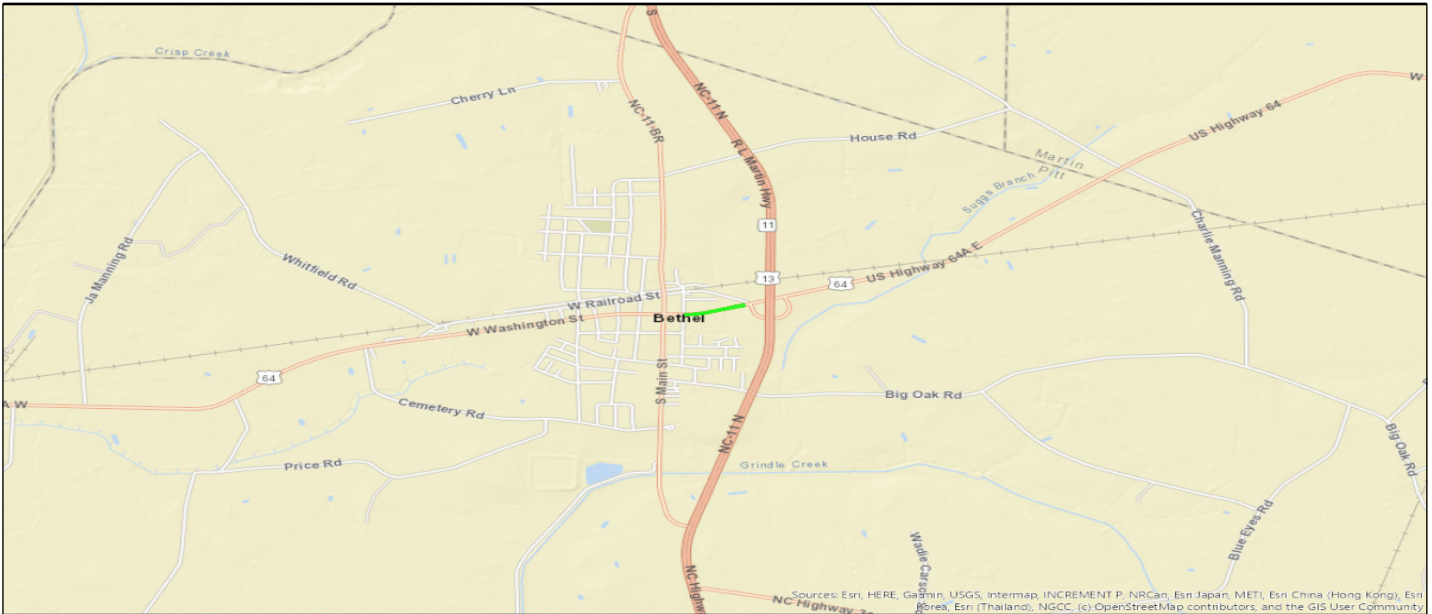 S
W
Crisp Creek
NC-11 N
Cherry Ln
NC-11-BR
US Highway 64
House Rd
R L Martin Hwy
Martin
Pitt
Suggs Branch
11
Charlie Manning Rd
Ja Manning Rd
Whitfield Rd
US Highway 64A E
13
64
W Railroad St
Bethel
W Washington St
64
S Main St
A W
Cemetery Rd
Big Oak Rd
NC-11 N
Big Oak Rd
Price Rd
Grindle Creek
Blue Eyes Rd
Wadie Carso
NC Highw
NC Highway 3
Sources: Esri, HERE, Garmin, USGS, Intermap, INCREMENT P, NRCan, Esri Japan, METI, Esri China (Hong Kong), Esri
Korea, Esri (Thailand), NGCC, (c) OpenStreetMap contributors, and the GIS User Community